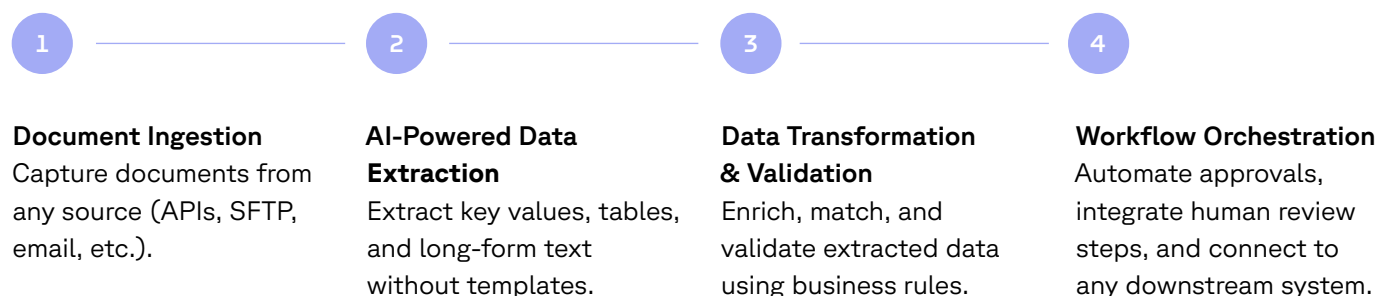 1
2
3
4
Document Ingestion
Capture documents from
any source (APIs, SFTP,
email, etc.).
AI-Powered Data
Extraction
Extract key values, tables,
and long-form text
without templates.
Data Transformation
& Validation
Enrich, match, and
validate extracted data
using business rules.
Workflow Orchestration
Automate approvals,
integrate human review
steps, and connect to
any downstream system.